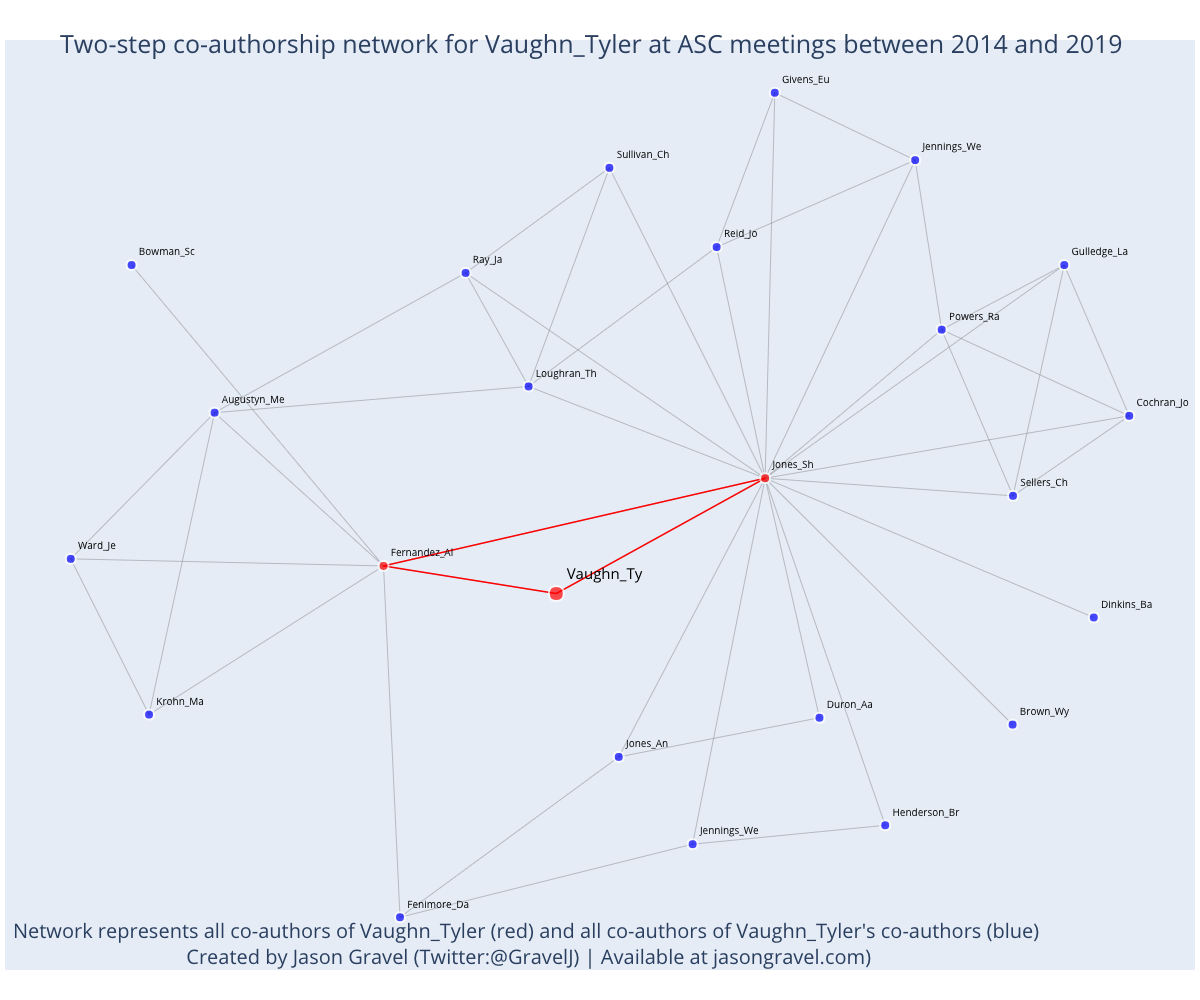 Two-step co-authorship network for Vaughn_Tyler at ASC meetings between 2014 and 2019
Givens_Eu
Jennings_We
Sullivan_Ch
Reid_Jo
Bowman_Sc
Ray_Ja
Gulledge_La
Powers_Ra
Loughran_Th
Augustyn_Me
Cochran_Jo
Jones_Sh
Sellers_Ch
Ward_Je
Fernandez_Al
Vaughn_Ty
Dinkins_Ba
Krohn_Ma
Duron_Aa
Brown_Wy
Jones_An
Henderson_Br
Jennings_We
Fenimore_Da
Network represents all co-authors of Vaughn_Tyler (red) and all co-authors of Vaughn_Tyler's co-authors (blue)
Created by Jason Gravel (Twitter:@GravelJ) | Available at jasongravel.com)